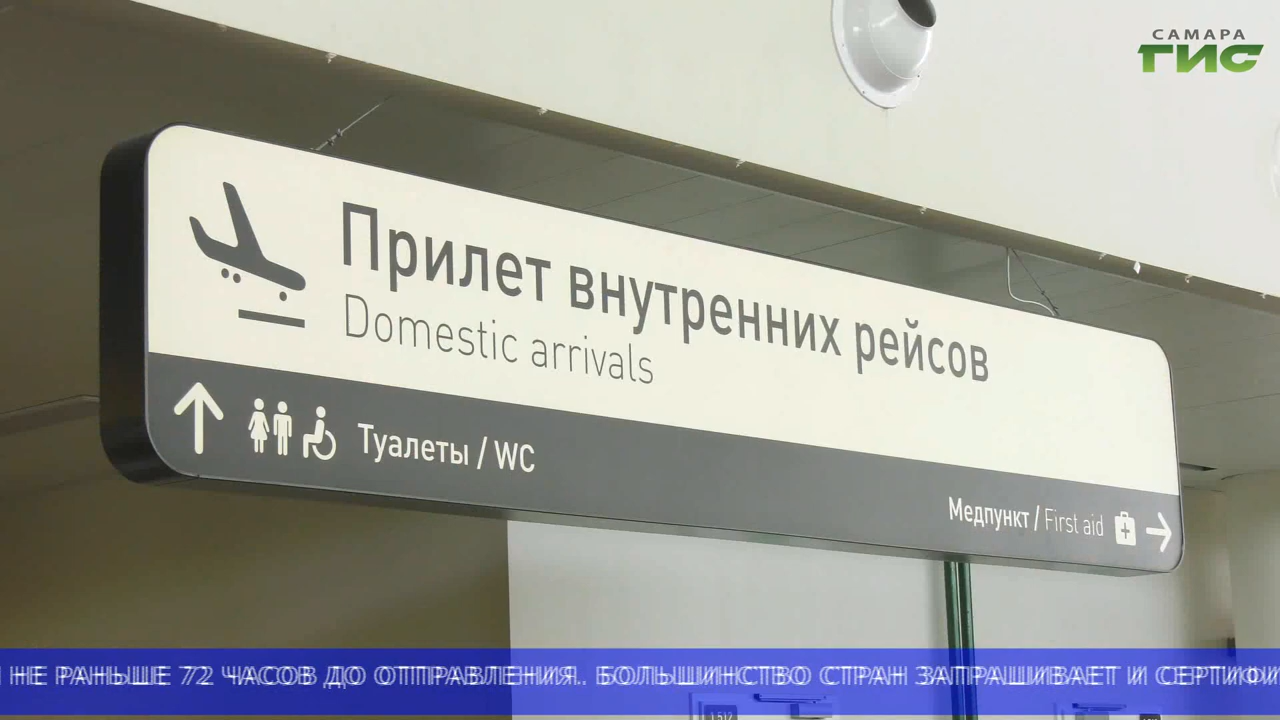 САМАРА
ГИС
Прилет внутренних рейсов
Domestic arrivals
Туалеты / WC
Медпункт / First aid
НЕ РАНЬШЕ 72 ЧАСОВ ДО ОТПРАВЛЕНИЯ. БОЛЬШИНСТВО СТРАН ЗАПРАШИВАЕТ И СЕРТИФИ